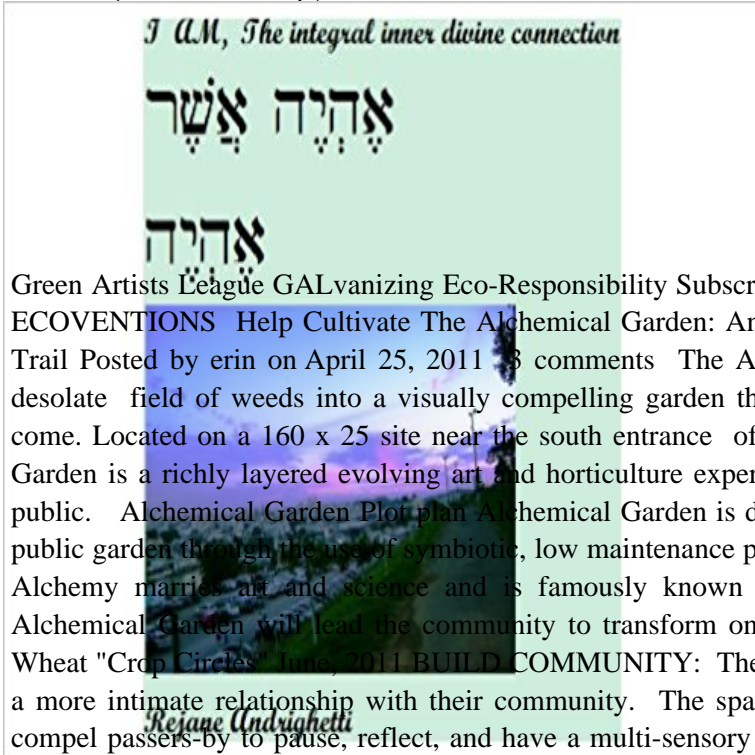 I AM, The integral inner divine connection
אֶהְיֶה אֲשֶׁר
אֶהְיֶה
Green Artists League GALvanizing Eco-Responsibility Subscr
ECOVENTIONS Help Cultivate The Alchemical Garden: An
Trail Posted by erin on April 25, 2011 3 comments The A
desolate field of weeds into a visually compelling garden th
come. Located on a 160 x 25 site near the south entrance of
Garden is a richly layered evolving art and horticulture exper
public. Alchemical Garden Plot plan Alchemical Garden is d
public garden through the use of symbiotic, low maintenance p
Alchemy marries art and science and is famously known
Alchemical Garden will lead the community to transform on
Wheat "Crop Circles" June, 2011 BUILD COMMUNITY: The
a more intimate relationship with their community. The spa
Rejane Andrighetti
compel passers-by to pause, reflect, and have a multi-sensory